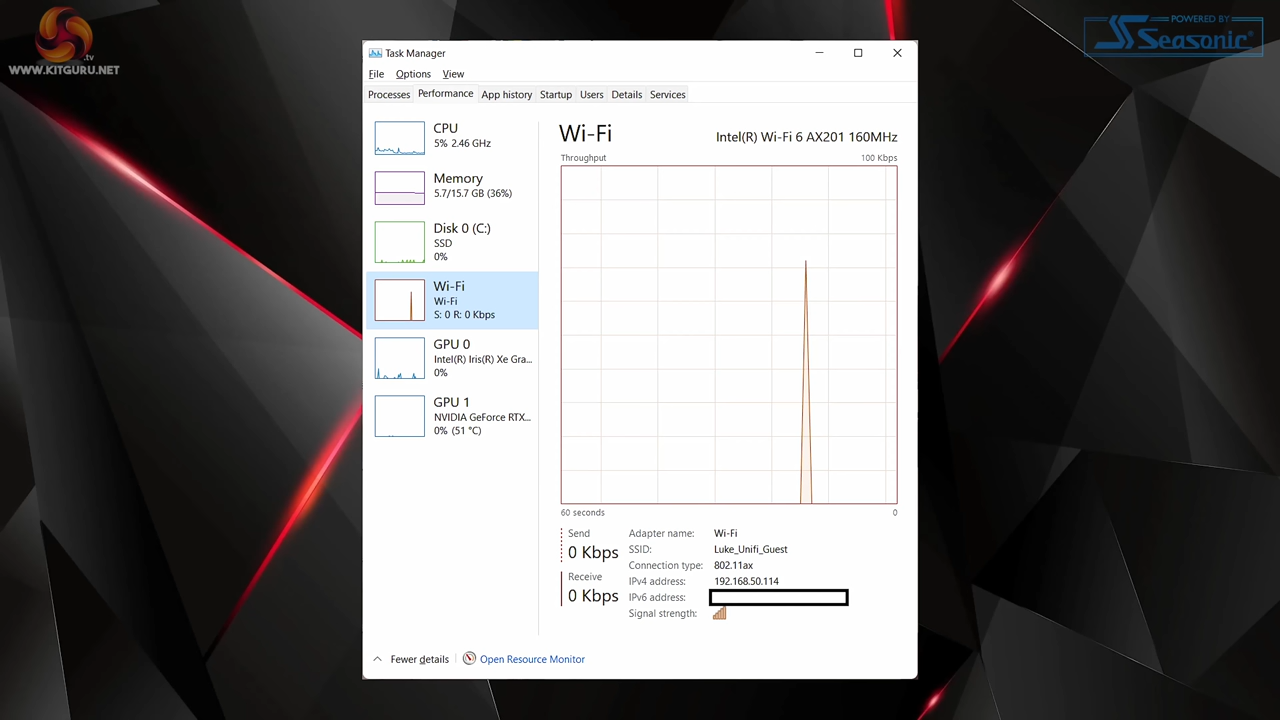 .tv
WWW.KITGURU.NET
POWERED BY
Seasonic®
Task Manager
File Options View
Processes Performance App history Startup Users Details Services
CPU
5% 2.46 GHz
Memory
5.7/15.7 GB (36%)
Disk 0 (C:)
SSD
0%
Wi-Fi
Wi-Fi
S: 0 R: 0 Kbps
GPU 0
Intel(R) Iris(R) Xe Gra...
0%
GPU 1
NVIDIA GeForce RTX...
0% (51 °C)
Wi-Fi Intel(R) Wi-Fi 6 AX201 160MHz
Throughput 100 Kbps
60 seconds 0
Send
0 Kbps
Receive
0 Kbps
Adapter name: Wi-Fi
SSID: Luke_Unifi_Guest
Connection type: 802.11ax
IPv4 address: 192.168.50.114
IPv6 address:
Signal strength:
Fewer details Open Resource Monitor